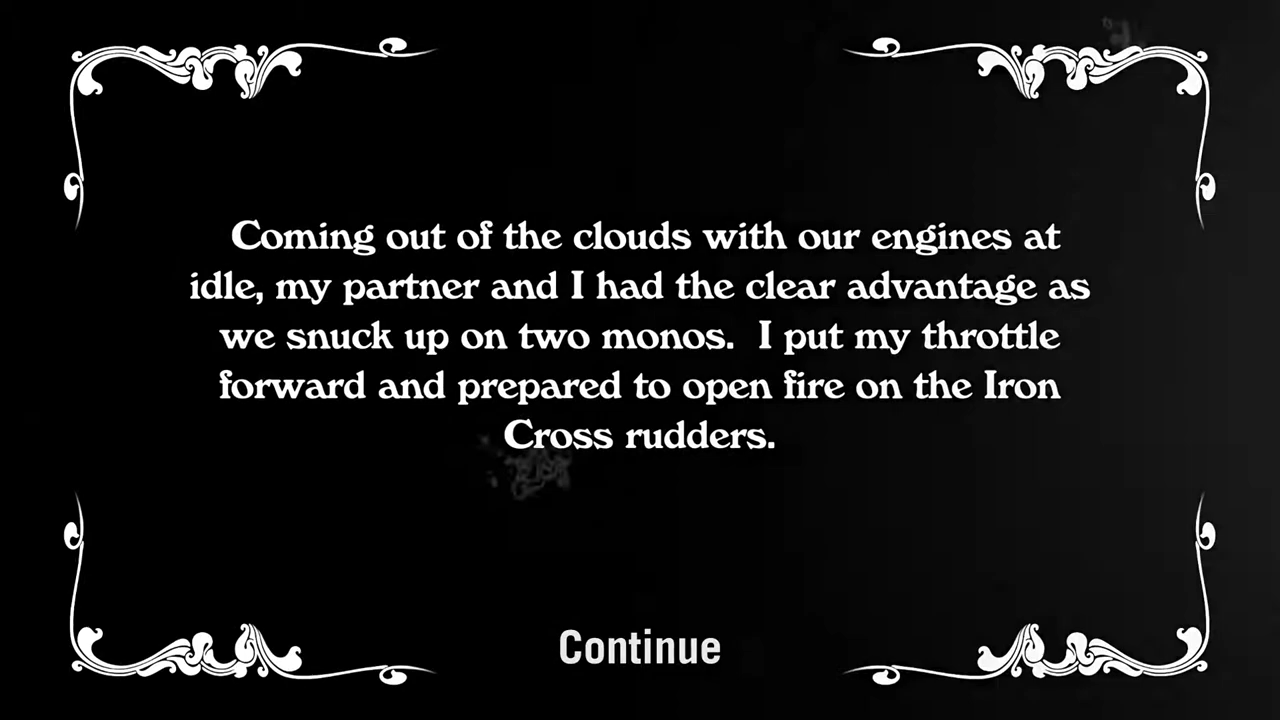 Coming out of the clouds with our engines at
idle, my partner and I had the clear advantage as
we snuck up on two monos.  I put my throttle
forward and prepared to open fire on the Iron
Cross rudders.
Continue